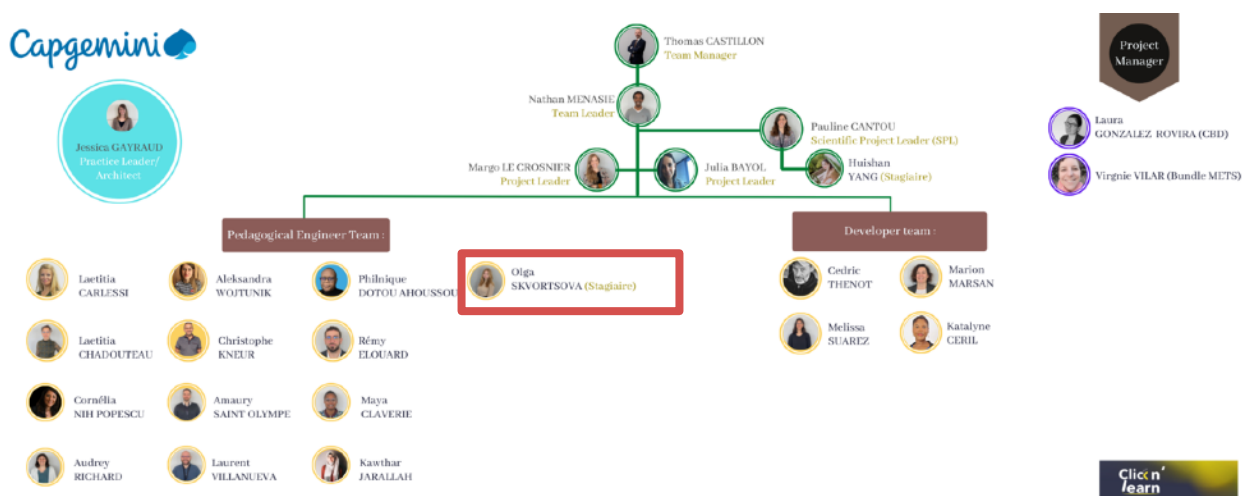 Capgemini
Thomas CASTILLON
Team Manager
Nathan MENASIE
Team Leader
Pauline CANTOU
Scientific Project Leader (SPL)
Huishan
YANG (Stagiaire)
Margo LE CROSNIER
Project Leader
Julia BAYOL
Project Leader
Jessica GAYRAUD
Practice Leader/
Architect
Project
Manager
Laura
GONZALEZ ROVIRA (CBD)
Virgnie VILAR (Bundle METS)
Pedagogical Engineer Team :
Developer team :
Laetitia
CARLESSI
Aleksandra
WOJTUNIK
Philnique
DOTOU AHOUSSOU
Olga
SKVORTSOVA (Stagiaire)
Cedric
THENOT
Marion
MARSAN
Laetitia
CHADOUTEAU
Christophe
KNEUR
Rémy
ELOUARD
Melissa
SUAREZ
Katalyne
CERIL
Cornélia
NIH POPESCU
Amaury
SAINT OLYMPE
Maya
CLAVERIE
Audrey
RICHARD
Laurent
VILLANUEVA
Kawthar
JARALLAH
Click n'
learn